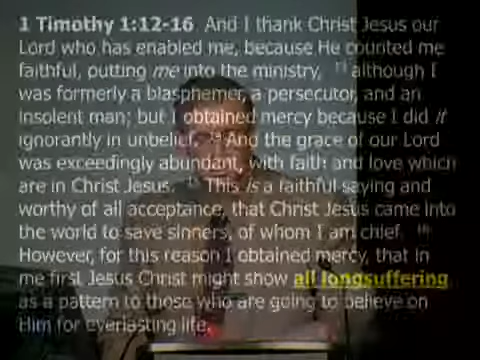 1 Timothy 1:12-16 And I thank Christ Jesus our
Lord who has enabled me, because He counted me
faithful, putting me into the ministry, 13 although I
was formerly a blasphemer, a persecutor, and an
insolent man; but I obtained mercy because I did it
ignorantly in unbelief. 14 And the grace of our Lord
was exceedingly abundant, with faith and love which
are in Christ Jesus. 15 This is a faithful saying and
worthy of all acceptance, that Christ Jesus came into
the world to save sinners, of whom I am chief. 16
However, for this reason I obtained mercy, that in
me first Jesus Christ might show all longsuffering
as a pattern to those who are going to believe on
Him for everlasting life.